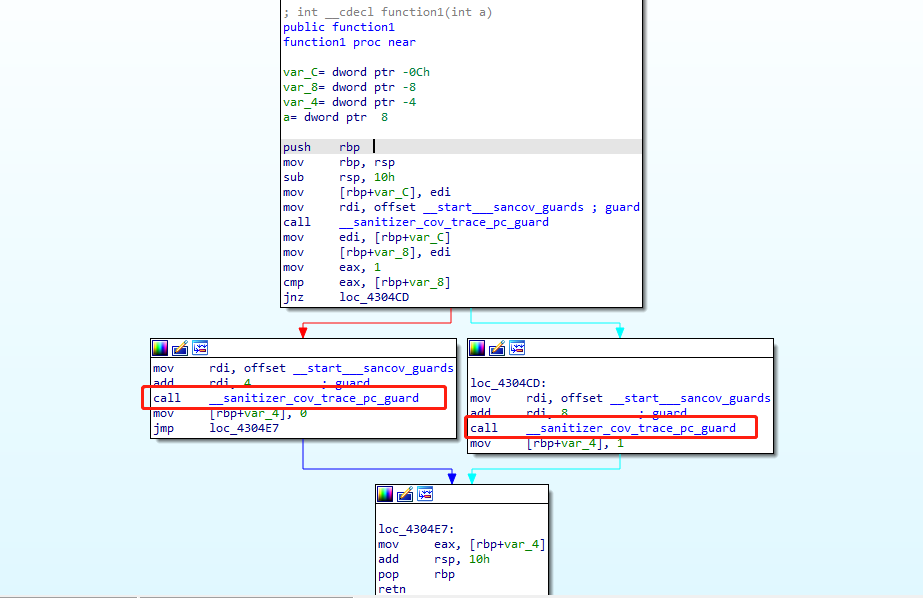 ; int __cdecl function1(int a)
public function1
function1 proc near
var_C= dword ptr -0Ch
var_8= dword ptr -8
var_4= dword ptr -4
a= dword ptr  8
push    rbp
mov     rbp, rsp
sub     rsp, 10h
mov     [rbp+var_C], edi
mov     rdi, offset __start___sancov_guards ; guard
call    __sanitizer_cov_trace_pc_guard
mov     edi, [rbp+var_C]
mov     [rbp+var_8], edi
mov     eax, 1
cmp     eax, [rbp+var_8]
jnz     loc_4304CD
mov     rdi, offset __start___sancov_guards
add     rdi, 4          ; guard
call    __sanitizer_cov_trace_pc_guard
mov     [rbp+var_4], 0
jmp     loc_4304E7
loc_4304CD:
mov     rdi, offset __start___sancov_guards
add     rdi, 8          ; guard
call    __sanitizer_cov_trace_pc_guard
mov     [rbp+var_4], 1
loc_4304E7:
mov     eax, [rbp+var_4]
add     rsp, 10h
pop     rbp
retn